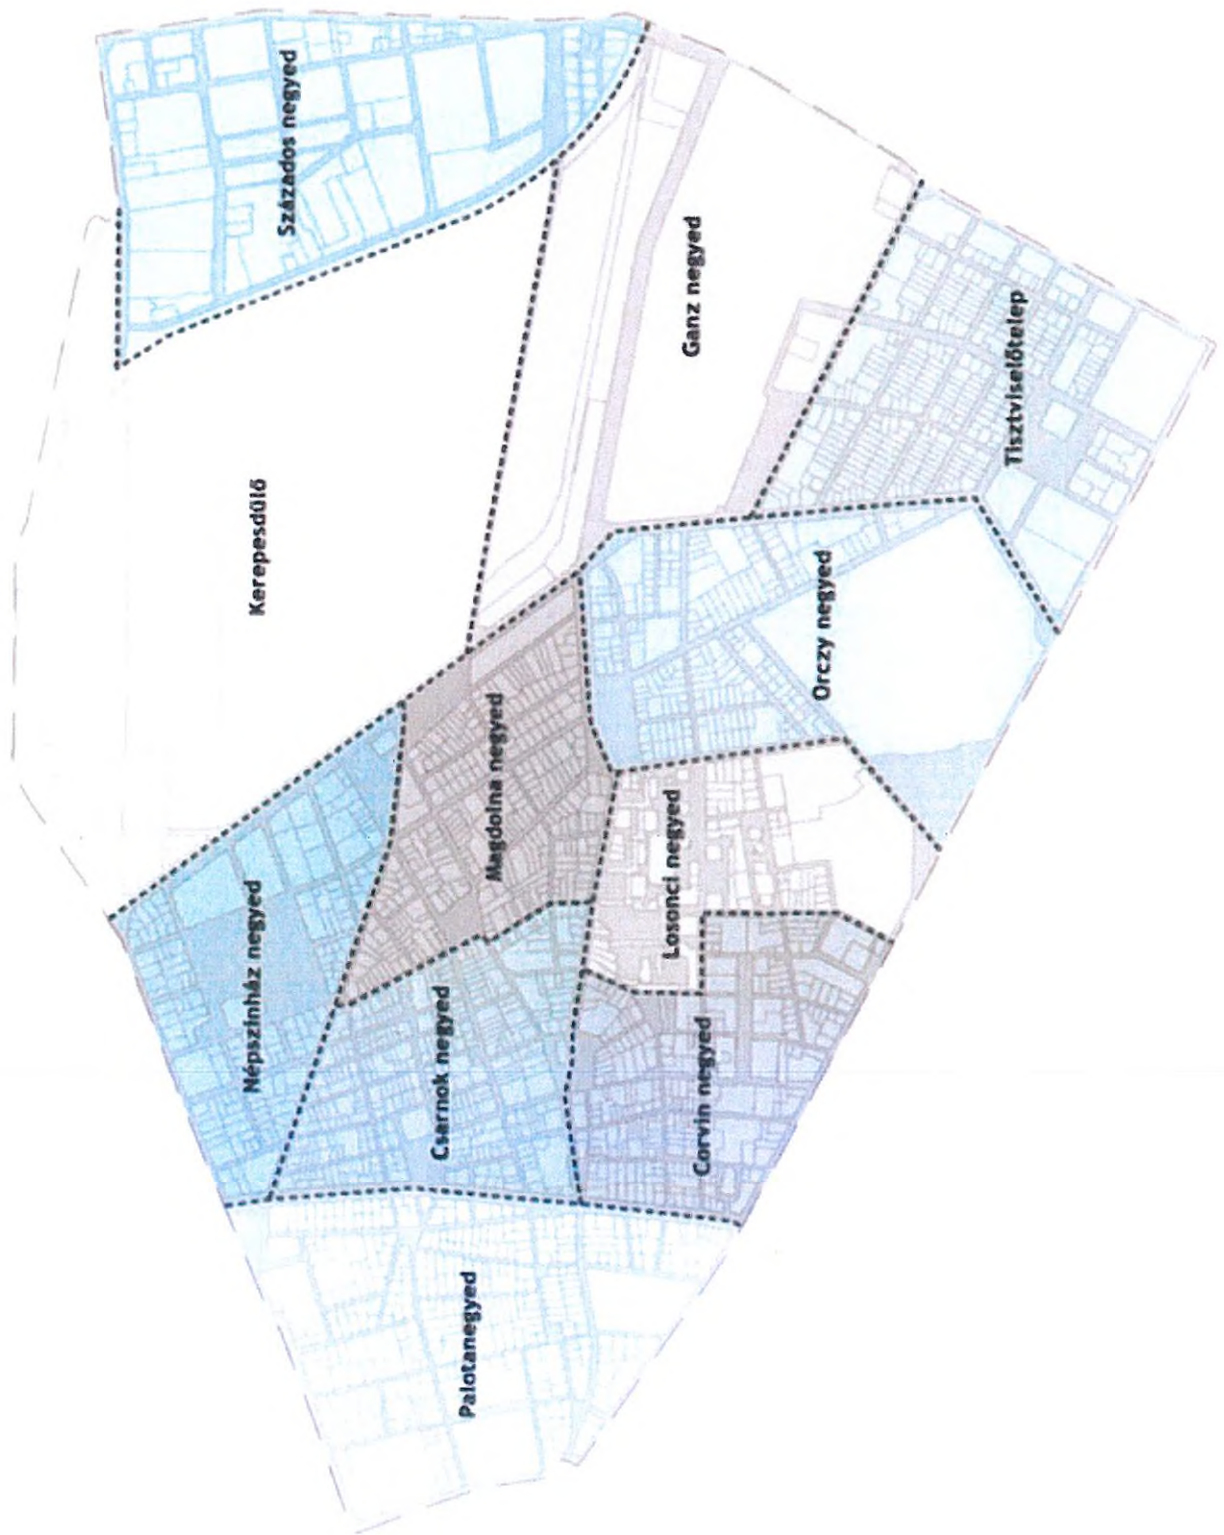 Népszínház negyed
Kerepesdűlő
Százados negyed
Csarnok negyed
Palotanegyed
Magdolna negyed
Losonci negyed
Ganz negyed
Corvin negyed
Orczy negyed
Tisztviselőtelep